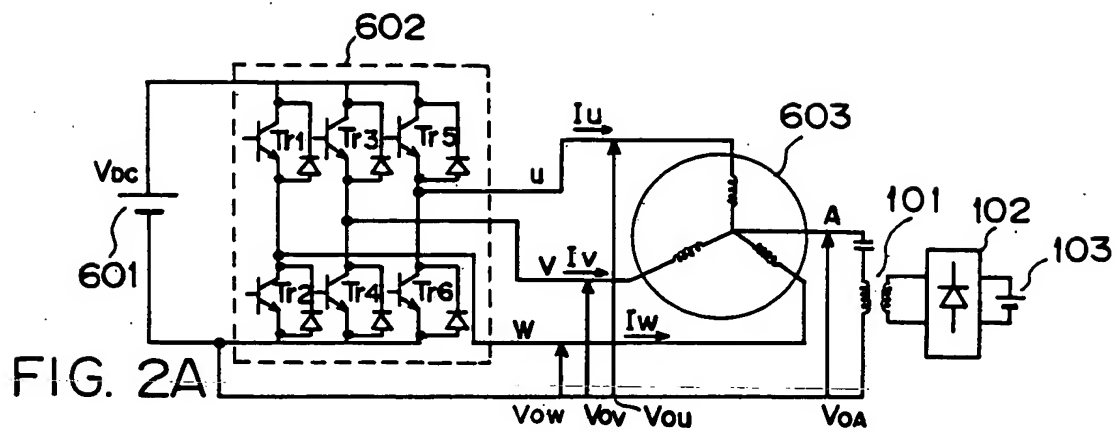 602
Iu
603
Tr1 Tr3 Tr5
VDC
u
A
101
102
103
601
V
Iv
Tr2 Tr4 Tr6
W
Iw
FIG. 2A
VOW VOV VOU VOA